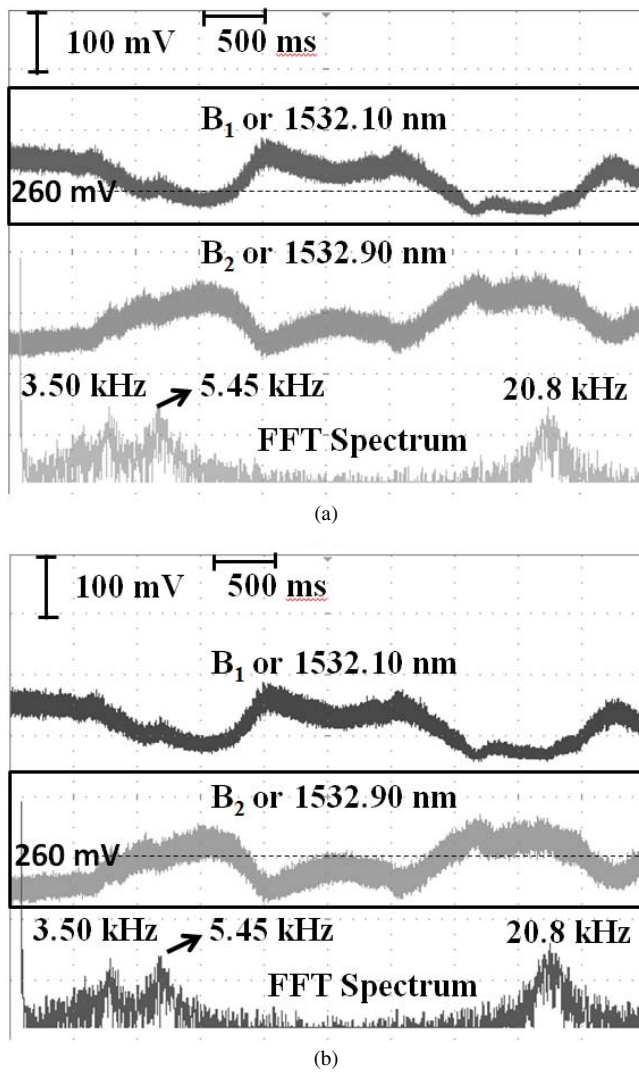 100 mV 500 ms
B₁ or 1532.10 nm
260 mV
B₂ or 1532.90 nm
3.50 kHz 5.45 kHz 20.8 kHz
FFT Spectrum
(a)
100 mV 500 ms
B₁ or 1532.10 nm
B₂ or 1532.90 nm
260 mV
3.50 kHz 5.45 kHz 20.8 kHz
FFT Spectrum
(b)